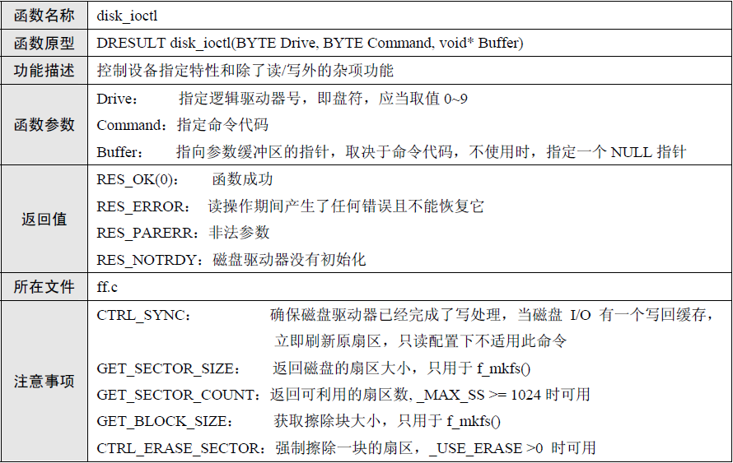 函数名称 disk_ioctl
函数原型 DRESULT disk_ioctl(BYTE Drive, BYTE Command, void* Buffer)
功能描述 控制设备指定特性和除了读/写外的杂项功能
函数参数
Drive： 指定逻辑驱动器号，即盘符，应当取值 0~9
Command：指定命令代码
Buffer： 指向参数缓冲区的指针，取决于命令代码，不使用时，指定一个 NULL 指针
返回值
RES_OK(0)： 函数成功
RES_ERROR： 读操作期间产生了任何错误且不能恢复它
RES_PARERR：非法参数
RES_NOTRDY：磁盘驱动器没有初始化
所在文件 ff.c
注意事项
CTRL_SYNC： 确保磁盘驱动器已经完成了写处理，当磁盘 I/O 有一个写回缓存，
立即刷新原扇区，只读配置下不适用此命令
GET_SECTOR_SIZE： 返回磁盘的扇区大小，只用于 f_mkfs()
GET_SECTOR_COUNT：返回可利用的扇区数, _MAX_SS >= 1024 时可用
GET_BLOCK_SIZE： 获取擦除块大小，只用于 f_mkfs()
CTRL_ERASE_SECTOR：强制擦除一块的扇区，_USE_ERASE >0 时可用